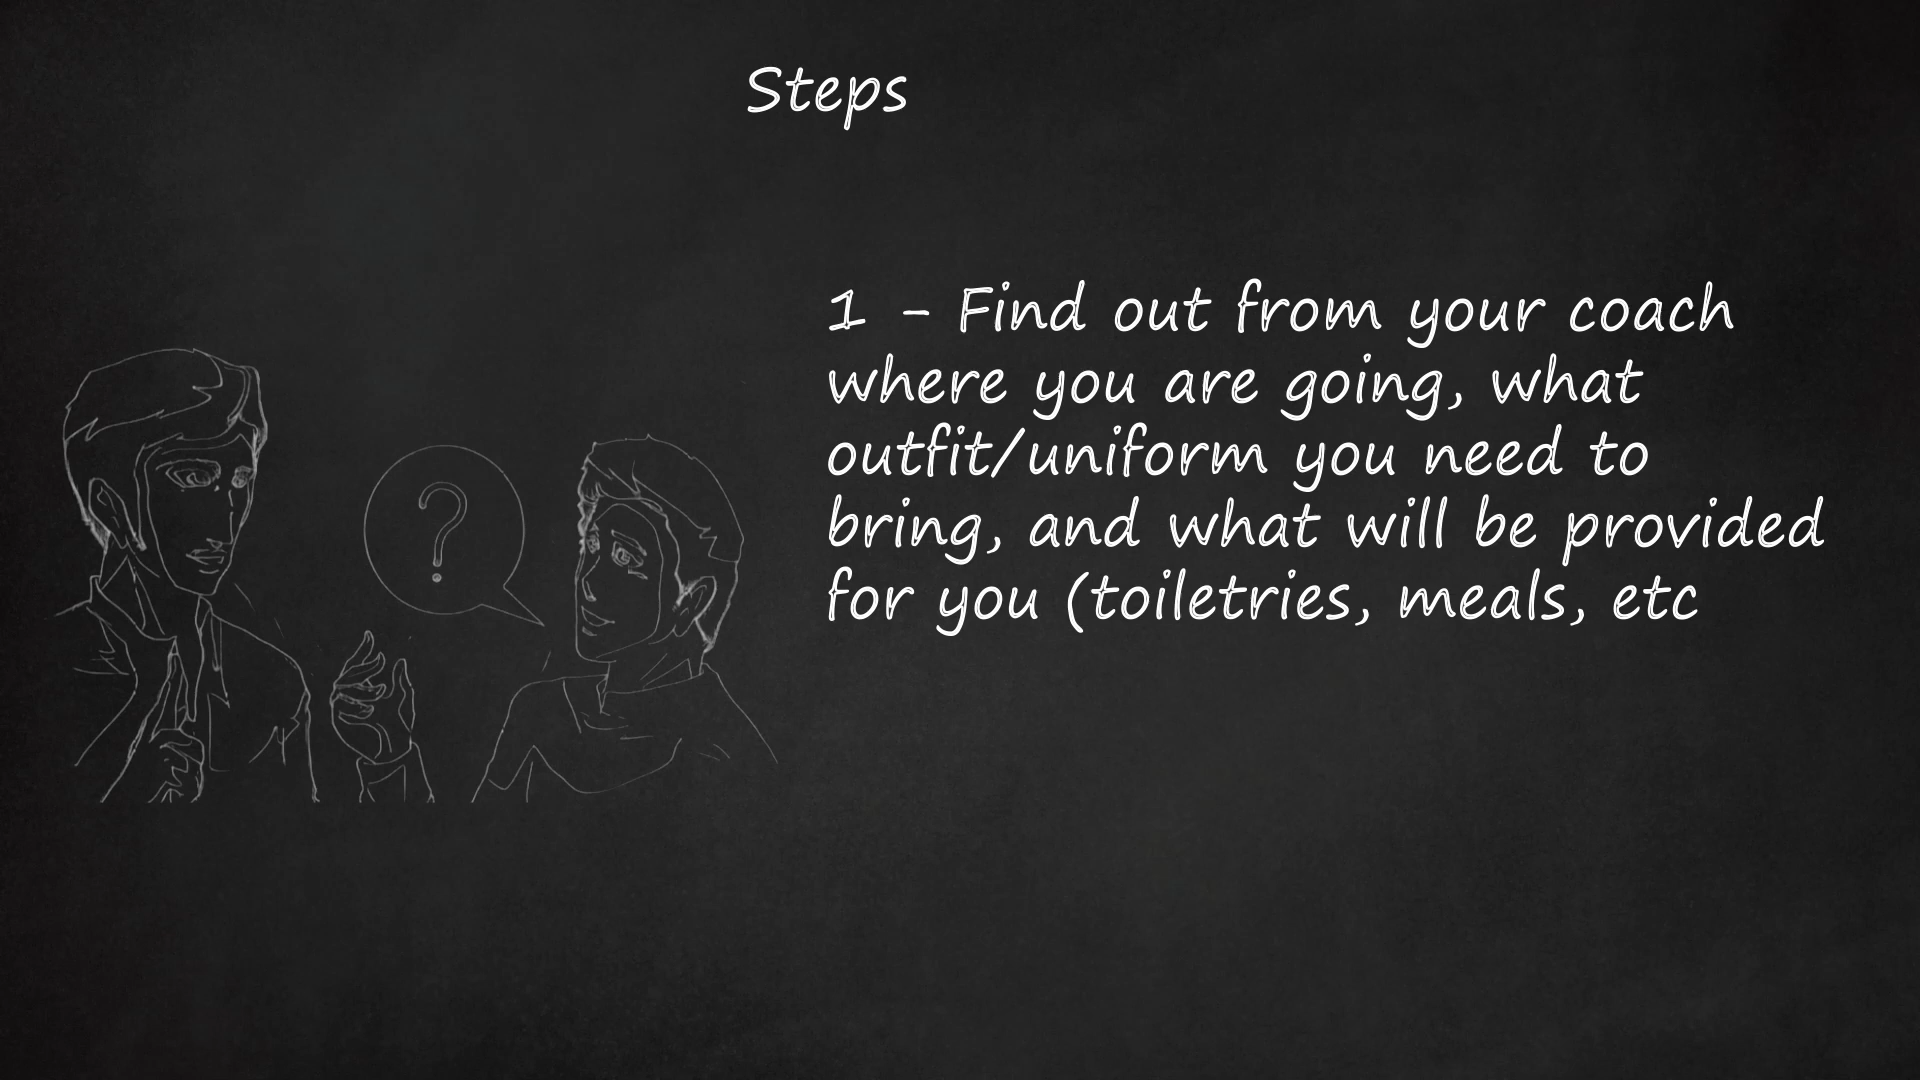 Steps
1 - Find out from your coach
where you are going, what
outfit/uniform you need to
bring, and what will be provided
for you (toiletries, meals, etc
?